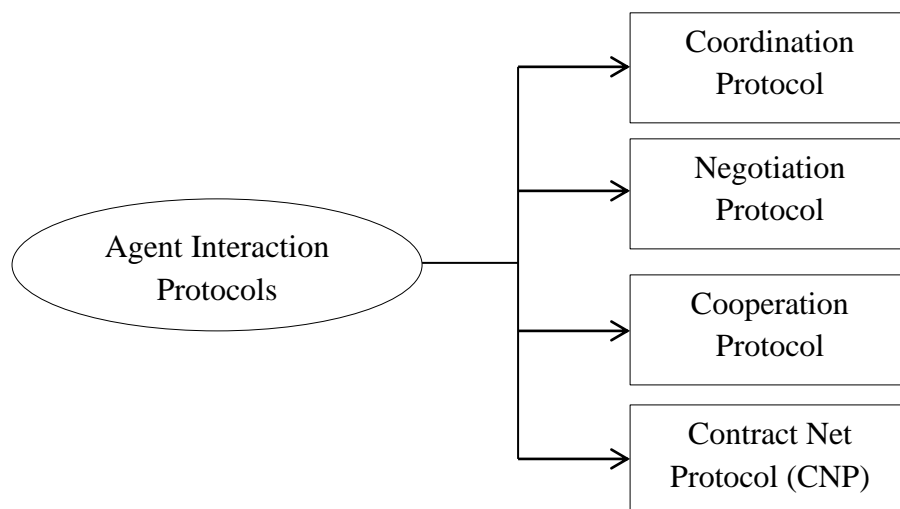 Coordination
Protocol
Negotiation
Protocol
Agent Interaction
Protocols
Cooperation
Protocol
Contract Net
Protocol (CNP)